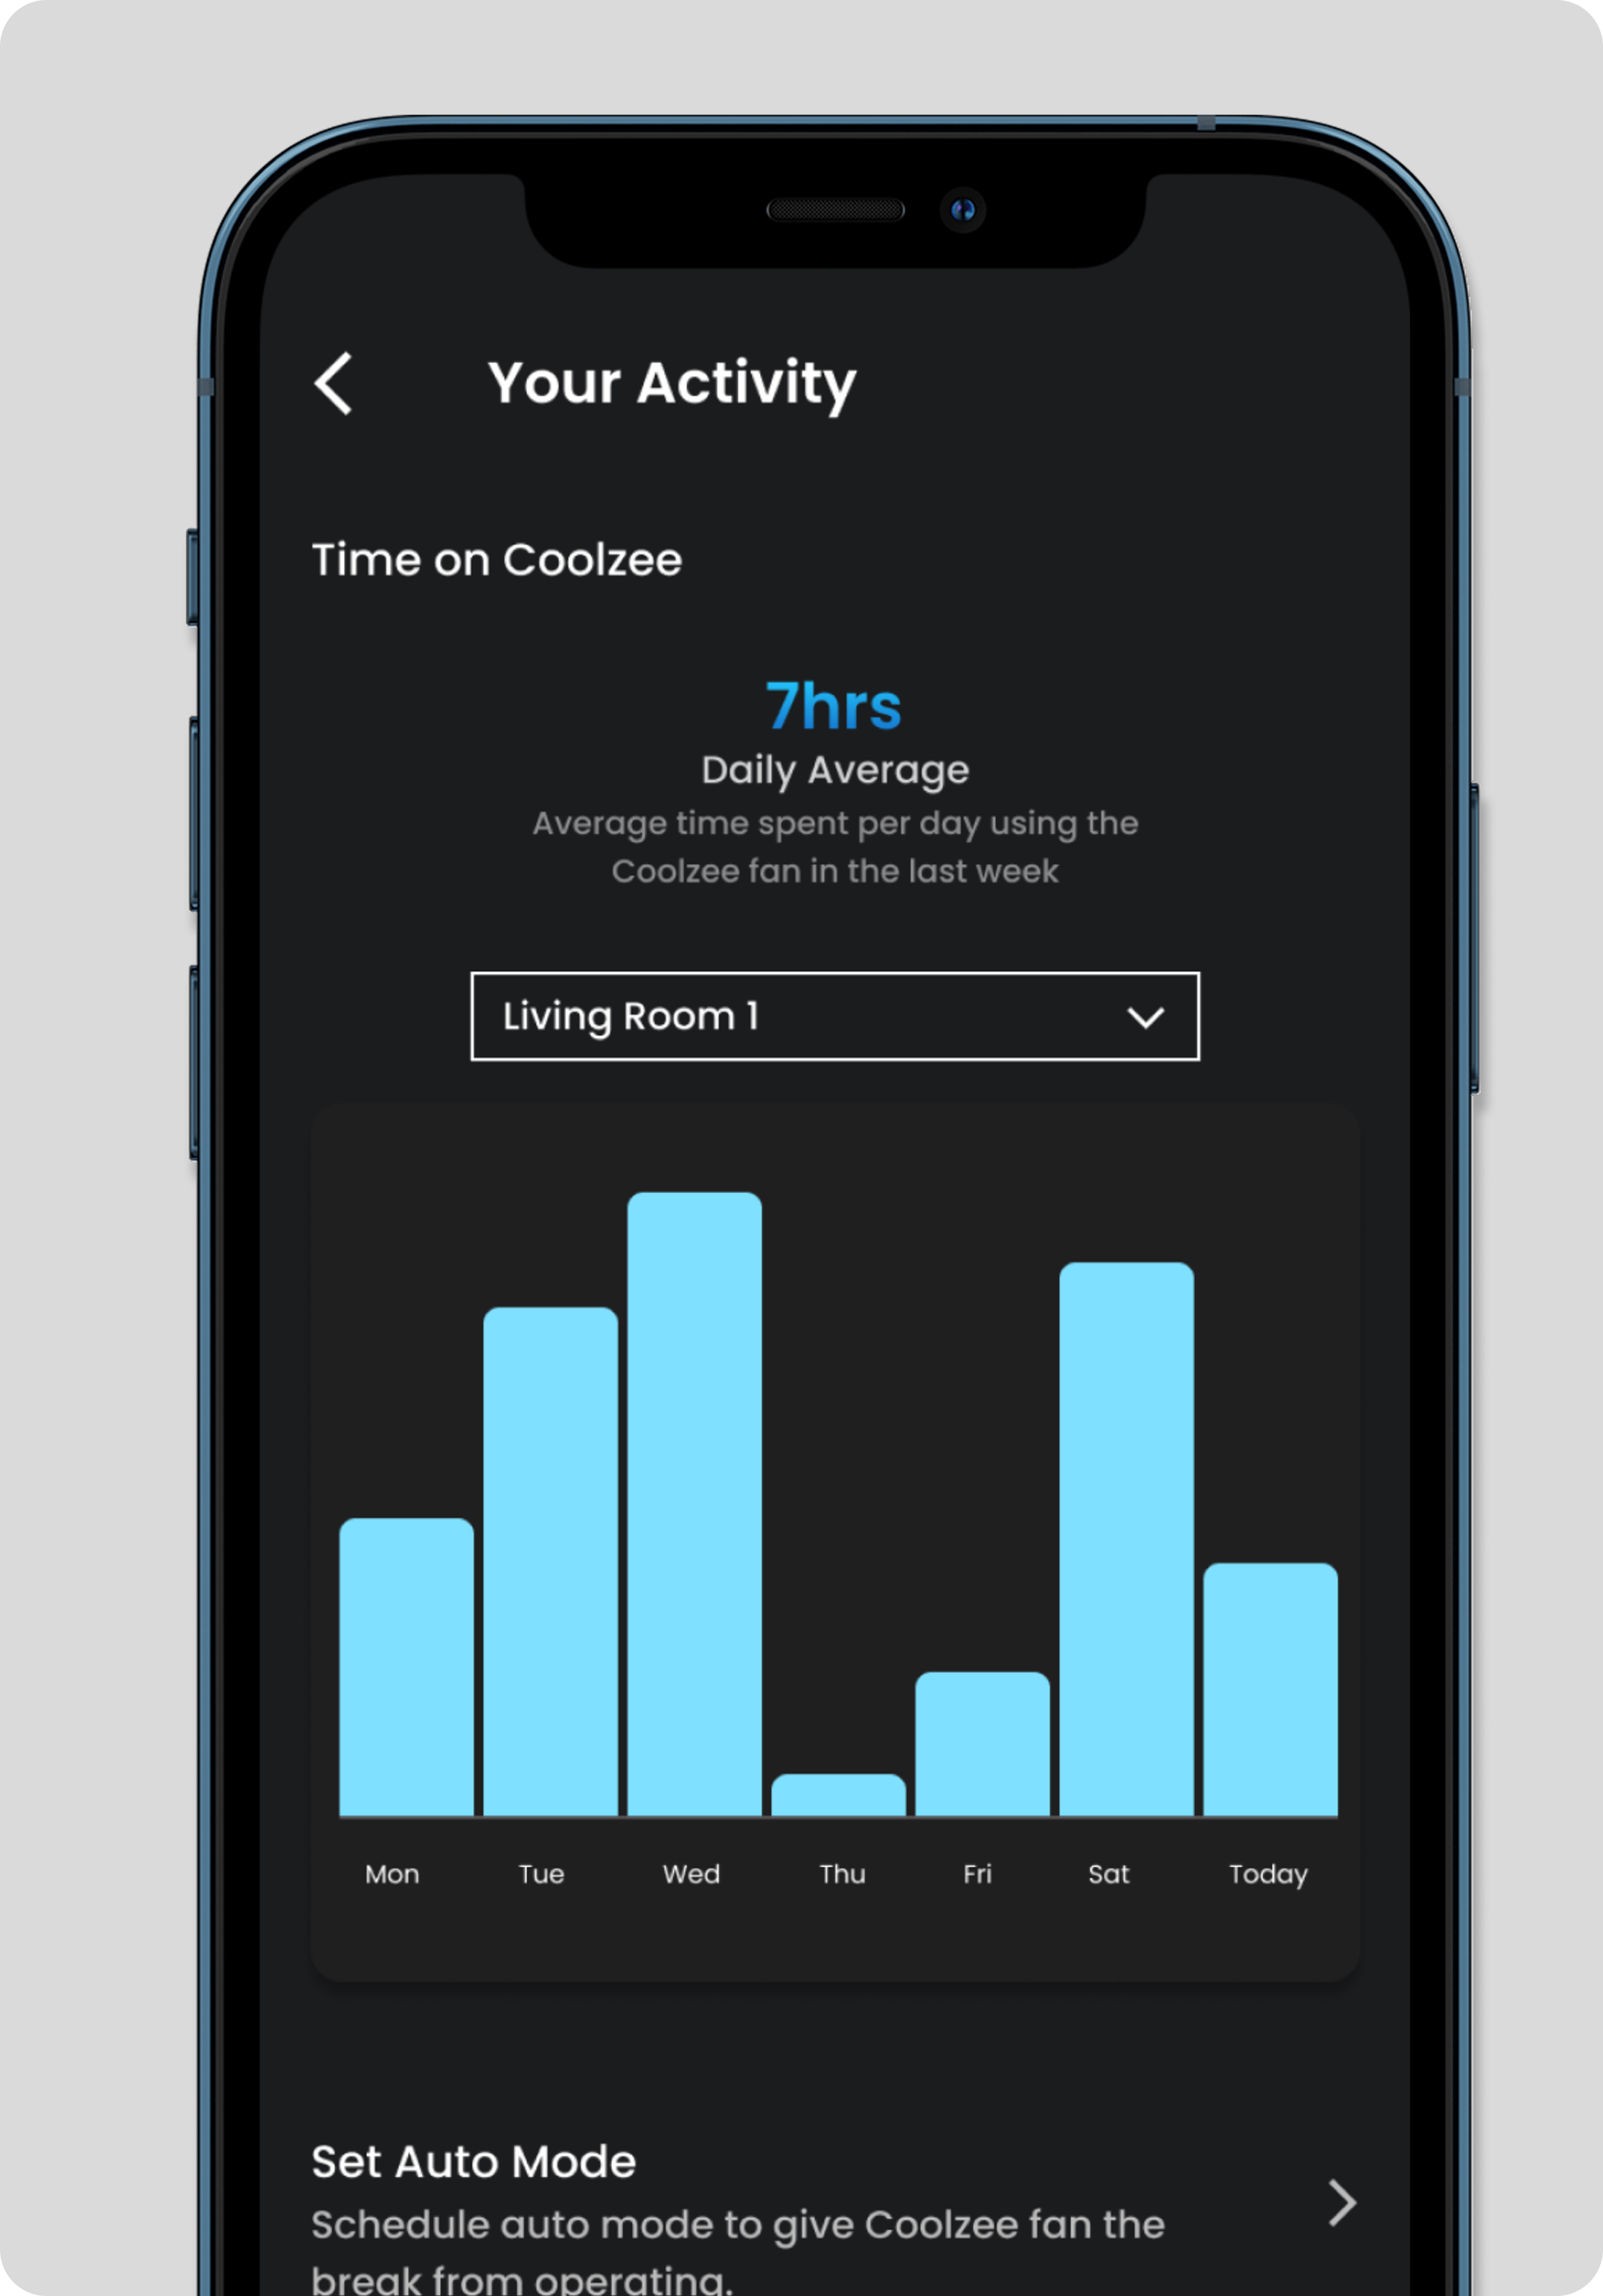 Your Activity
Time on Coolzee
7hrs
Daily Average
Average time spent per day using the
Coolzee fan in the last week
Living Room 1
Mon Tue Wed Thu Fri Sat Today
Set Auto Mode
Schedule auto mode to give Coolzee fan the
break from operating.